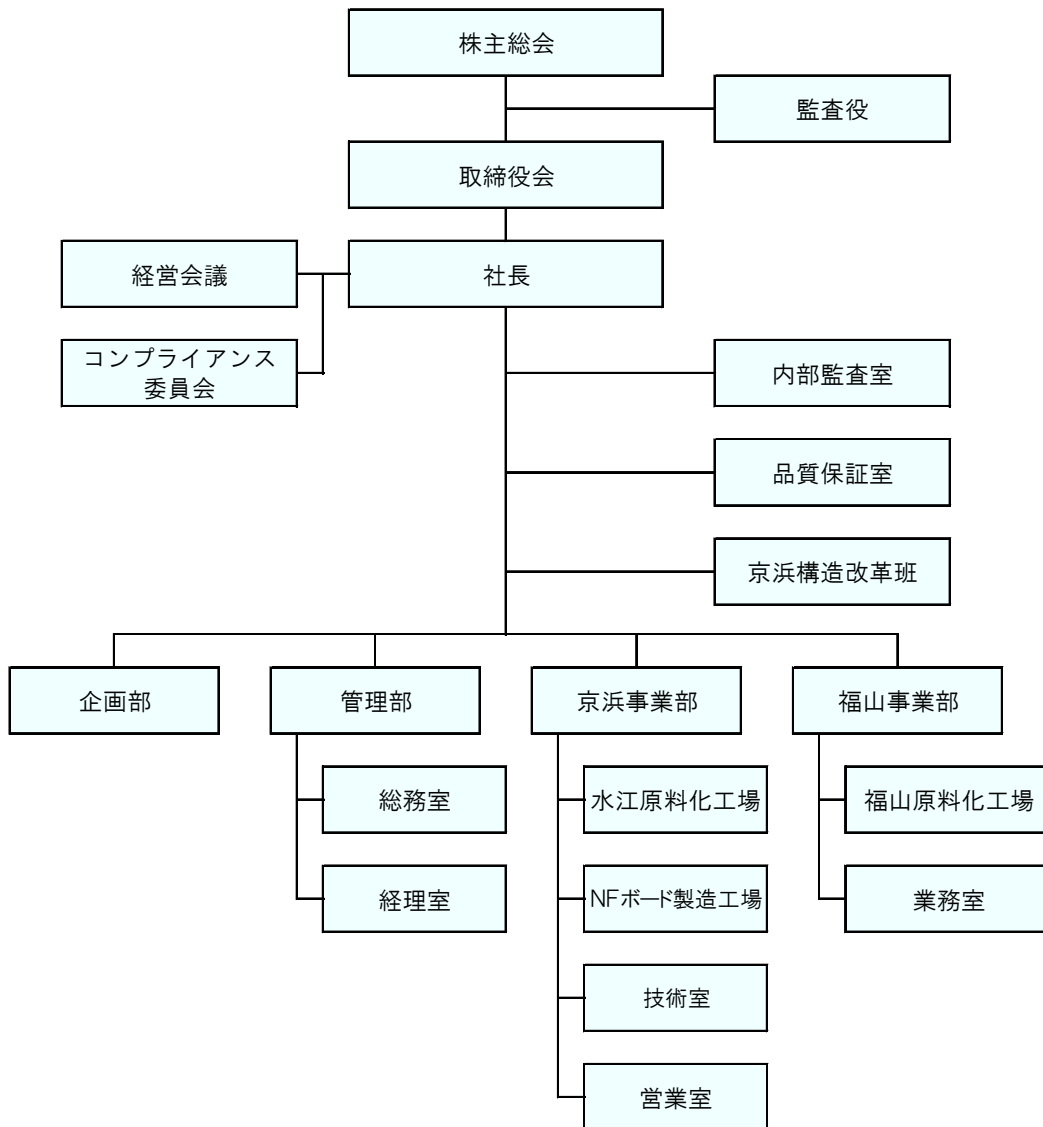 株主総会
監査役
取締役会
経営会議
社長
コンプライアンス
委員会
内部監査室
品質保証室
京浜構造改革班
企画部
管理部
京浜事業部
福山事業部
総務室
水江原料化工場
福山原料化工場
経理室
NFボード製造工場
業務室
技術室
営業室